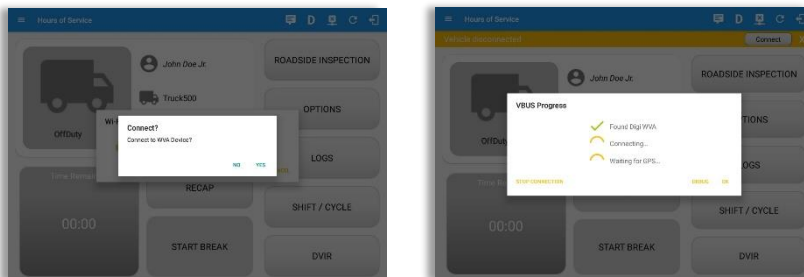 Hours of Service
D
John Doe Jr.
Truck500
OffDuty
ROADSIDE INSPECTION
OPTIONS
LOGS
SHIFT / CYCLE
DVIR
Connect?
Connect to WVA Device?
NO YES
00:00
RECAP
START BREAK
Hours of Service
D
Vehicle disconnected
Connect
John Doe Jr.
ROADSIDE INSPECTION
VBUS Progress
Found Digi WVA
Connecting...
Waiting for GPS...
STOP CONNECTION
OK
SHIFT / CYCLE
00:00
START BREAK
DVIR